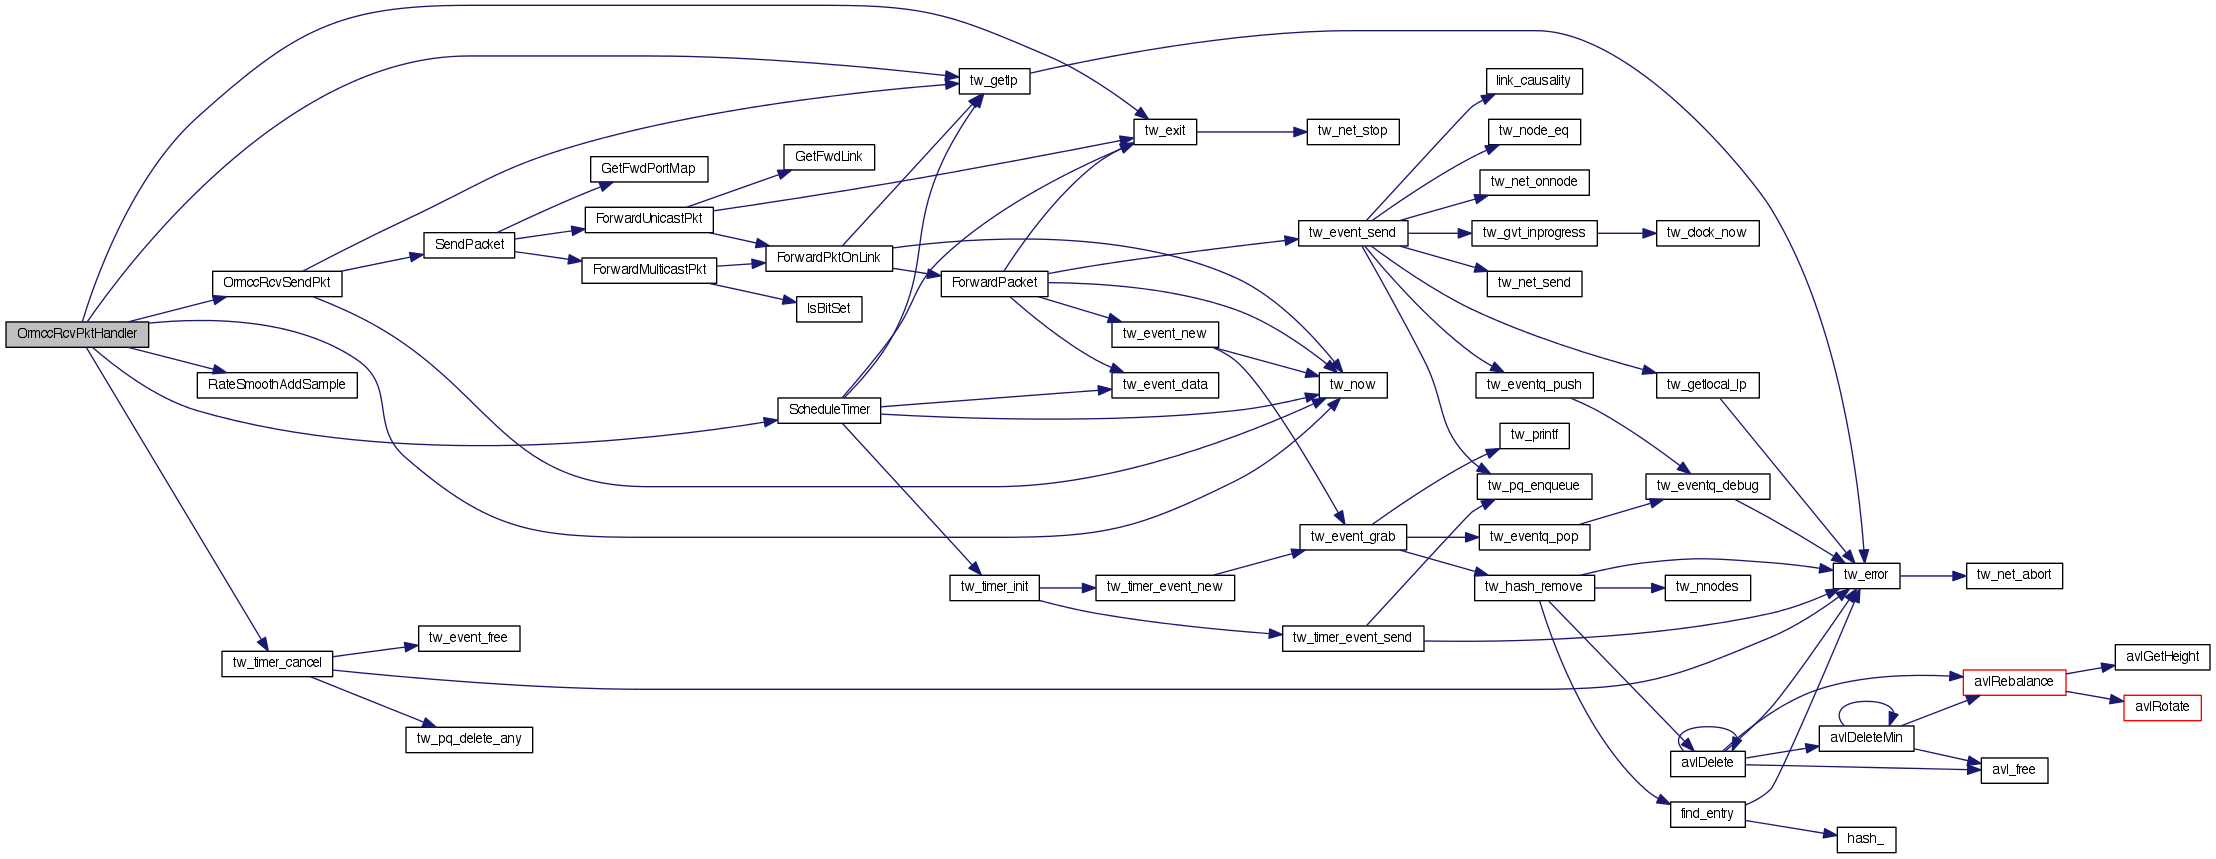 OrmccRcvPktHandler
OrmccRcvSendPkt
RateSmoothAddSample
tw_timer_cancel
SendPacket
tw_event_free
tw_pq_delete_any
GetFwdPortMap
ForwardUnicastPkt
ForwardMulticastPkt
GetFwdLink
ForwardPktOnLink
IsBitSet
ScheduleTimer
tw_getlp
ForwardPacket
tw_timer_init
tw_exit
tw_event_new
tw_event_data
tw_timer_event_new
tw_net_stop
tw_event_send
tw_now
tw_event_grab
tw_timer_event_send
link_causality
tw_node_eq
tw_net_onnode
tw_gvt_inprogress
tw_net_send
tw_eventq_push
tw_printf
tw_pq_enqueue
tw_eventq_pop
tw_hash_remove
tw_clock_now
tw_getlocal_lp
tw_eventq_debug
tw_nnodes
avlDelete
find_entry
tw_error
avlDeleteMin
hash_
tw_net_abort
avlRebalance
avl_free
avlGetHeight
avlRotate